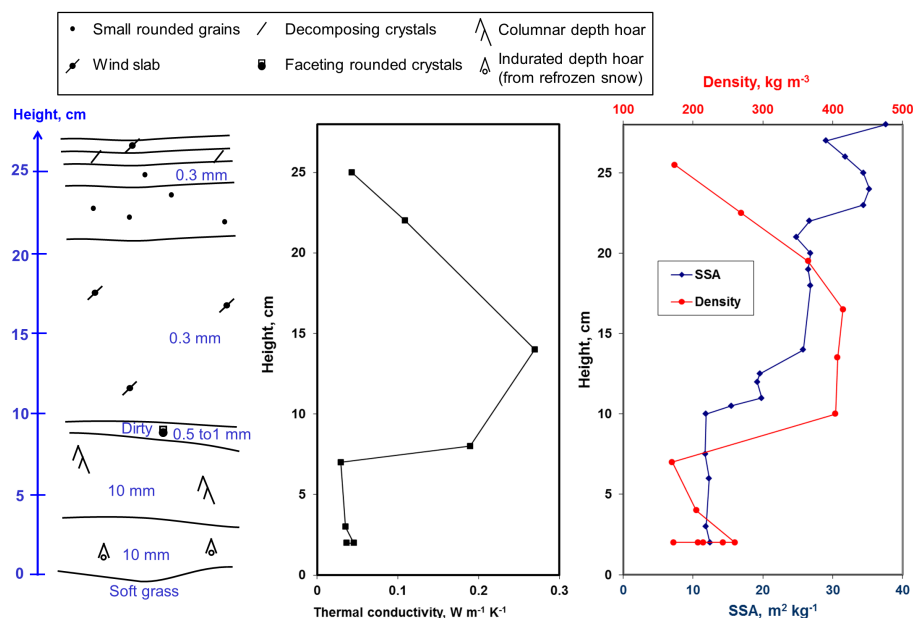 Small rounded grains
Decomposing crystals
Columnar depth hoar
Wind slab
Faceting rounded crystals
Indurated depth hoar
(from refrozen snow)
Height, cm
25
20
15
10
5
0
0.3 mm
0.3 mm
Dirty
0.5 to1 mm
10 mm
10 mm
Soft grass
Height, cm
25
20
15
10
5
0
0
0.1
0.2
0.3
Thermal conductivity, W m-1 K-1
Density, kg m-3
100
200
300
400
500
Height, cm
25
20
15
10
5
0
SSA
Density
0
10
20
30
40
SSA, m2 kg-1